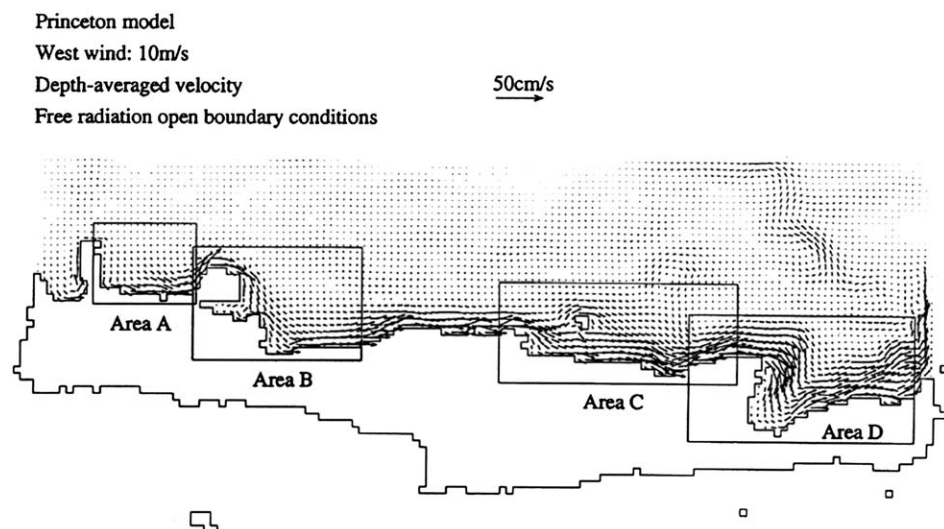 Princeton model
West wind: 10m/s
Depth-averaged velocity
50cm/s
Free radiation open boundary conditions
Area A
Area B
Area C
Area D